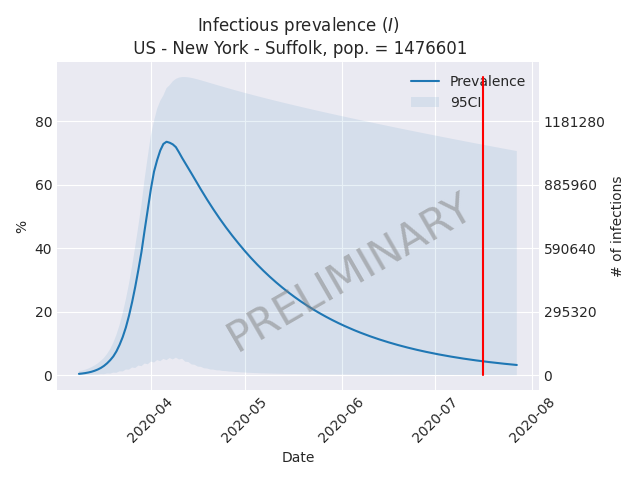 Infectious prevalence (I)
US - New York - Suffolk, pop. = 1476601
Prevalence
95CI
80
60
40
20
0
%
1181280
885960
590640
295320
0
# of infections
PRELIMINARY
2020-04
2020-05
2020-06
2020-07
2020-08
Date